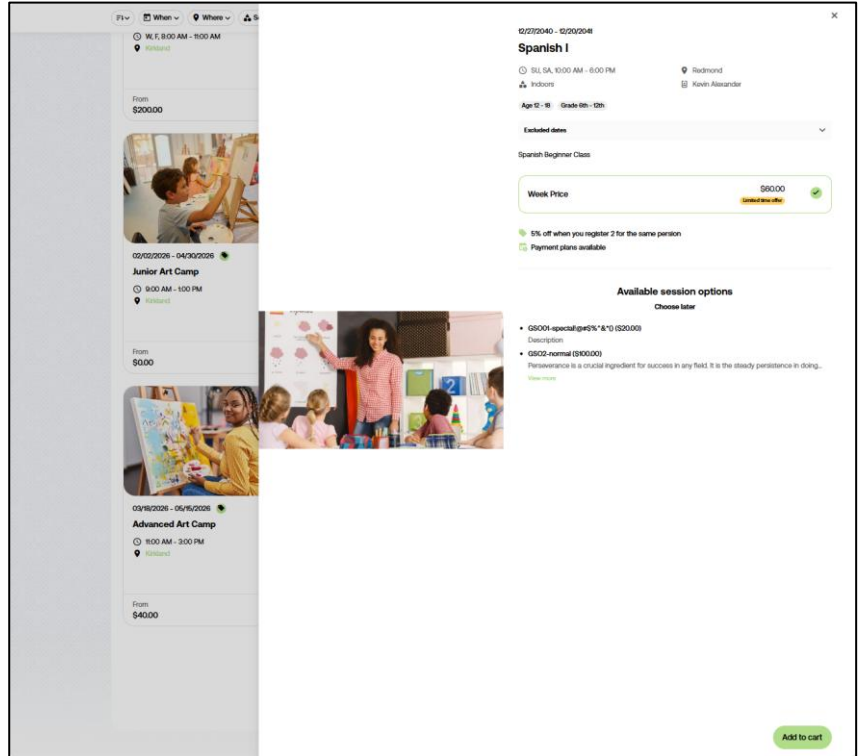 When
Where
W, F, 8:00 AM - 11:00 AM
Kirkland
From
$200.00
02/02/2026 - 04/30/2026
Junior Art Camp
9:00 AM - 1:00 PM
Kirkland
From
$0.00
03/18/2026 - 05/15/2026
Advanced Art Camp
11:00 AM - 3:00 PM
Kirkland
From
$40.00
12/27/2040 - 12/20/2041
Spanish I
SU, SA, 10:00 AM - 6:00 PM
Redmond
Indoors
Kevin Alexander
Age 12 - 18 Grade 6th - 12th
Excluded dates
Spanish Beginner Class
Week Price
$60.00
Limited time offer
5% off when you register 2 for the same person
Payment plans available
Available session options
Choose later
GSO01-special!@#$%^&*() ($20.00)
Description
GSO2-normal ($100.00)
Perseverance is a crucial ingredient for success in any field. It is the steady persistence in doing...
View more
2
Add to cart